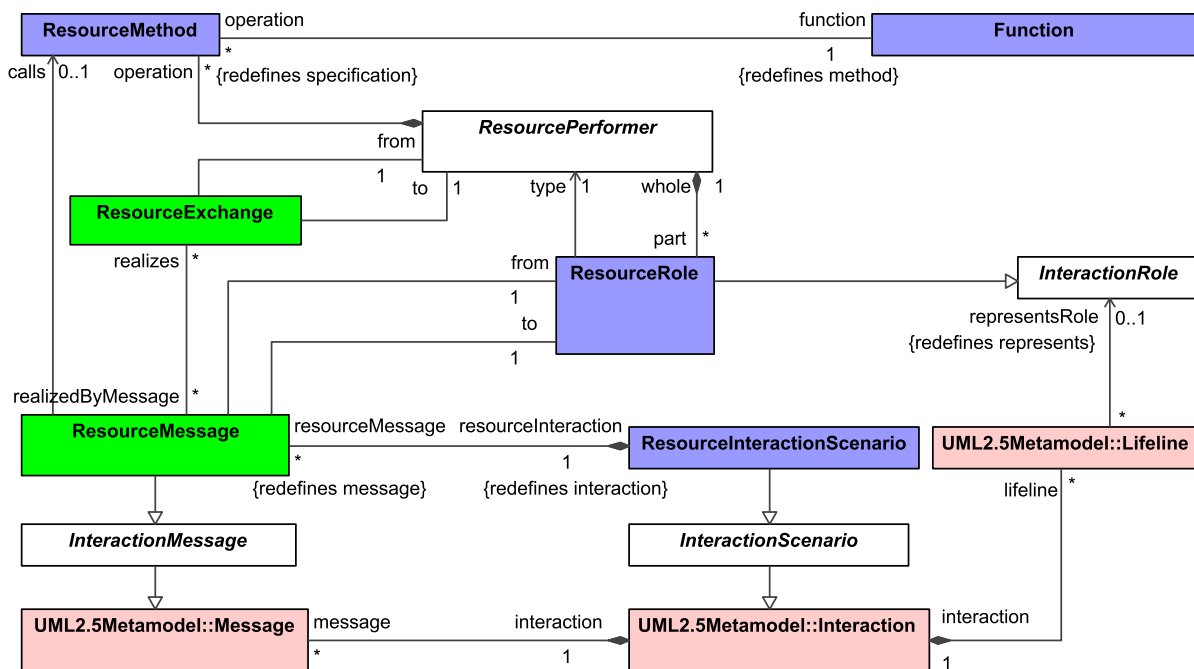 operation
function
ResourceMethod
Function
*
1
calls
0..1
operation
*
{redefines specification}
{redefines method}
ResourcePerformer
from
1
to
1
type
1
whole
1
ResourceExchange
part
*
realizes
*
from
ResourceRole
InteractionRole
1
to
1
representsRole
0..1
{redefines represents}
realizedByMessage
*
*
ResourceMessage
resourceMessage
resourceInteraction
ResourceInteractionScenario
UML2.5Metamodel::Lifeline
*
1
{redefines message}
{redefines interaction}
lifeline
*
InteractionMessage
InteractionScenario
UML2.5Metamodel::Message
message
interaction
UML2.5Metamodel::Interaction
interaction
*
1
1